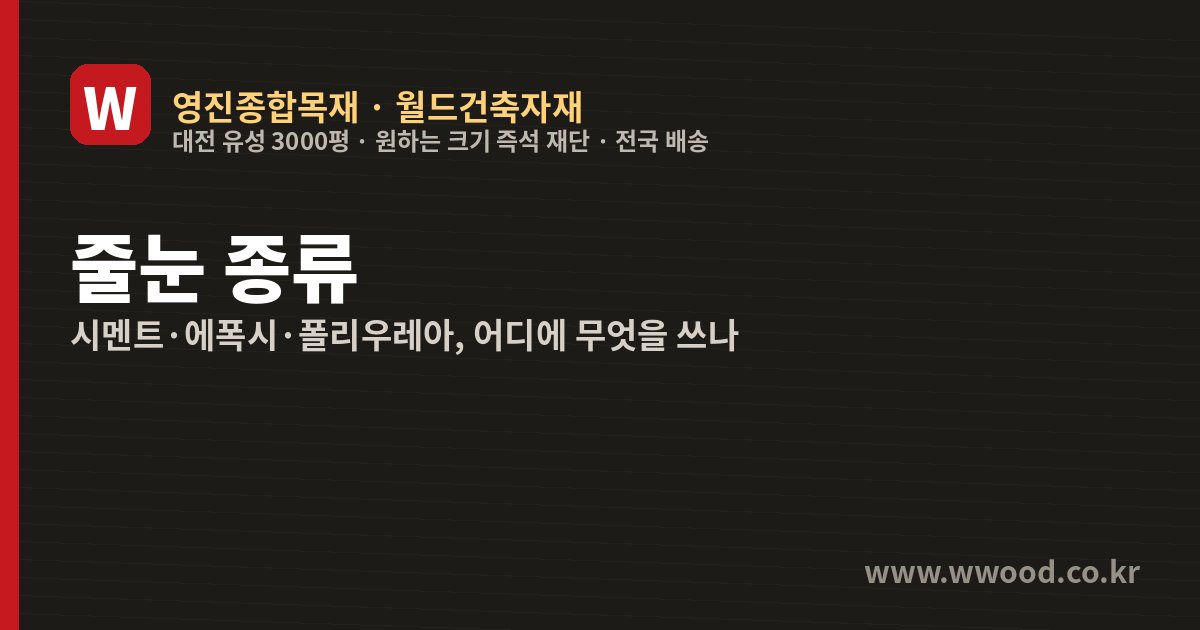 W
영진종합목재 · 월드건축자재
대전 유성 3000평 · 원하는 크기 즉석 재단 · 전국 배송
줄눈 종류
시멘트·에폭시·폴리우레아, 어디에 무엇을 쓰나
www.wwood.co.kr